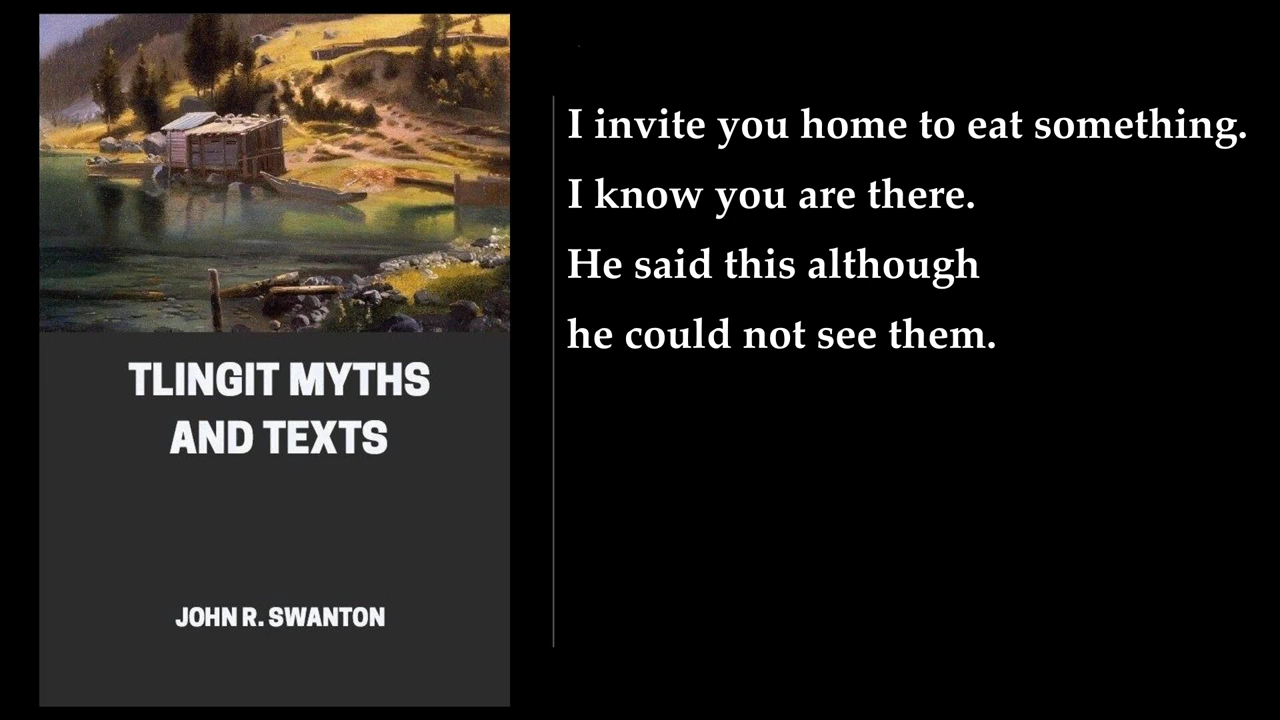 TLINGIT MYTHS
AND TEXTS
JOHN R. SWANTON
I invite you home to eat something.
I know you are there.
He said this although
he could not see them.